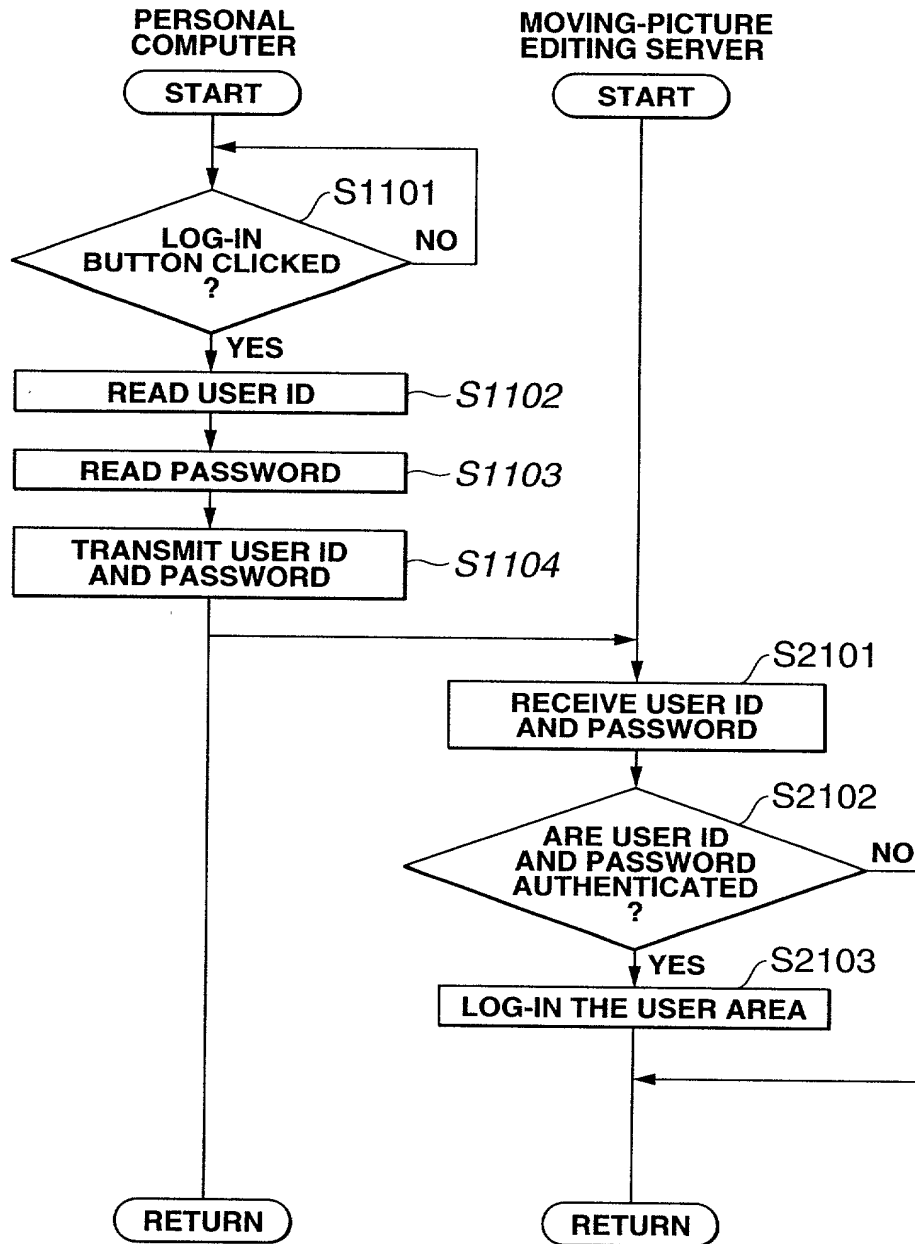 PERSONAL
COMPUTER
START
S1101
LOG-IN
BUTTON CLICKED
?
NO
YES
READ USER ID
S1102
READ PASSWORD
S1103
TRANSMIT USER ID
AND PASSWORD
S1104
RETURN
MOVING-PICTURE
EDITING SERVER
START
S2101
RECEIVE USER ID
AND PASSWORD
S2102
ARE USER ID
AND PASSWORD
AUTHENTICATED
?
NO
YES
S2103
LOG-IN THE USER AREA
RETURN